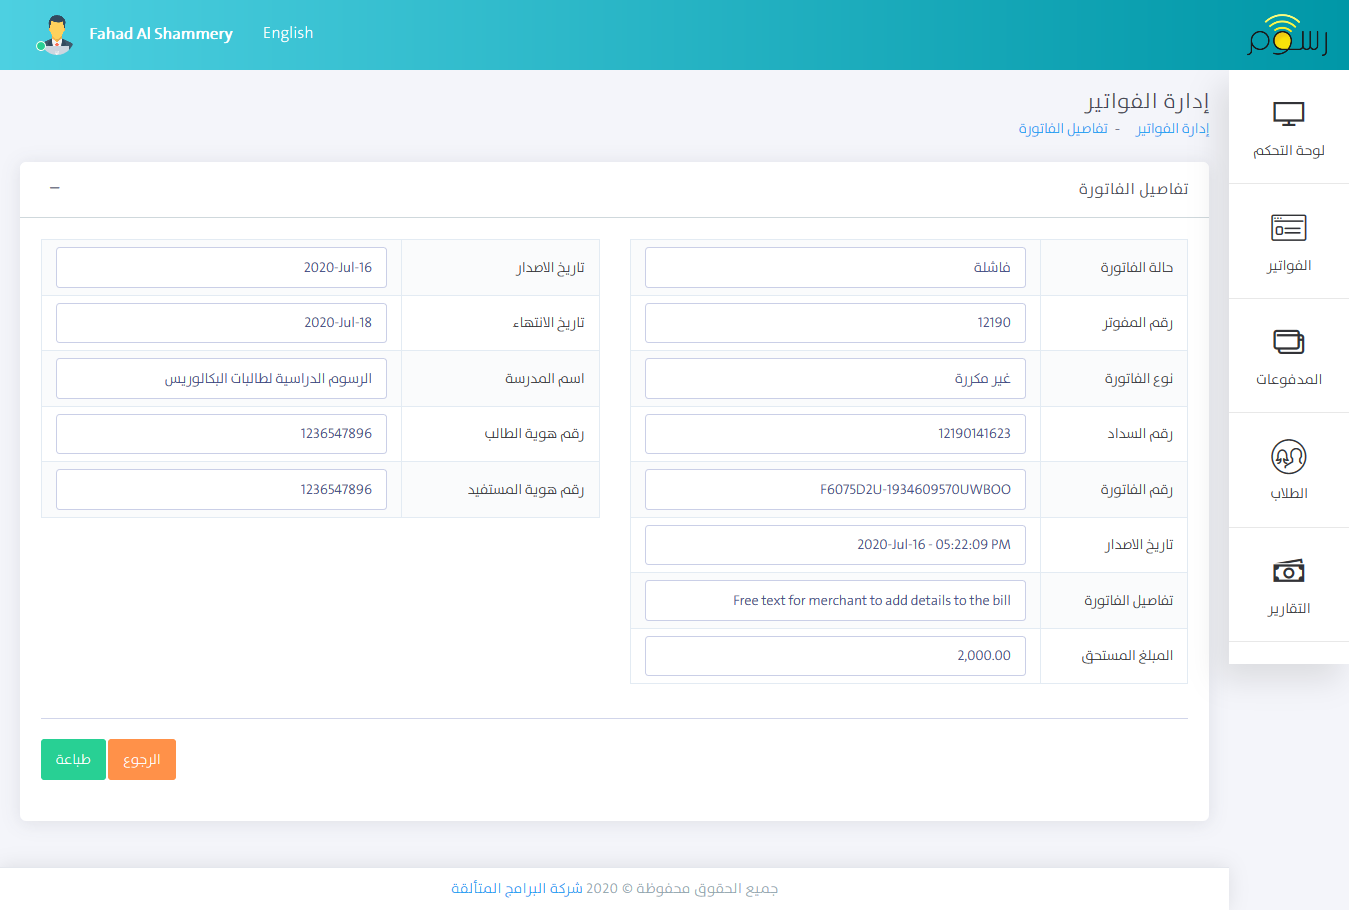 رسوم
English
Fahad Al Shammery
لوحة التحكم
الفواتير
المدفوعات
الطلاب
التقارير
إدارة الفواتير
إدارة الفواتير - تفاصيل الفاتورة
تفاصيل الفاتورة
حالة الفاتورة
فاشلة
رقم المفوتر
12190
نوع الفاتورة
غير مكررة
رقم السداد
12190141623
رقم الفاتورة
F6075D2U-1934609570UWBOO
تاريخ الاصدار
2020-Jul-16 - 05:22:09 PM
تفاصيل الفاتورة
Free text for merchant to add details to the bill
المبلغ المستحق
2,000.00
تاريخ الاصدار
2020-Jul-16
تاريخ الانتهاء
2020-Jul-18
اسم المدرسة
الرسوم الدراسية لطالبات البكالوريس
رقم هوية الطالب
1236547896
رقم هوية المستفيد
1236547896
الرجوع
طباعة
جميع الحقوق محفوظة © 2020 شركة البرامج المتألقة